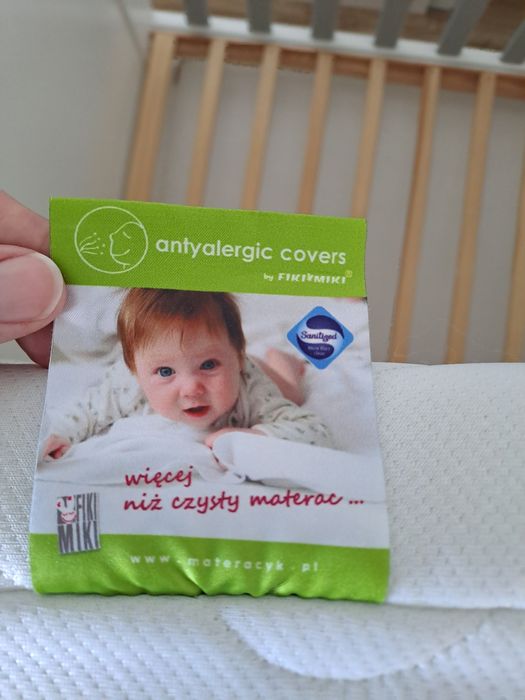 antyalergic covers
by FIKIMIKI®
Sanitized
więcej
niż czysty materac ...
FIKI
MIKI
www.materacyk.pl